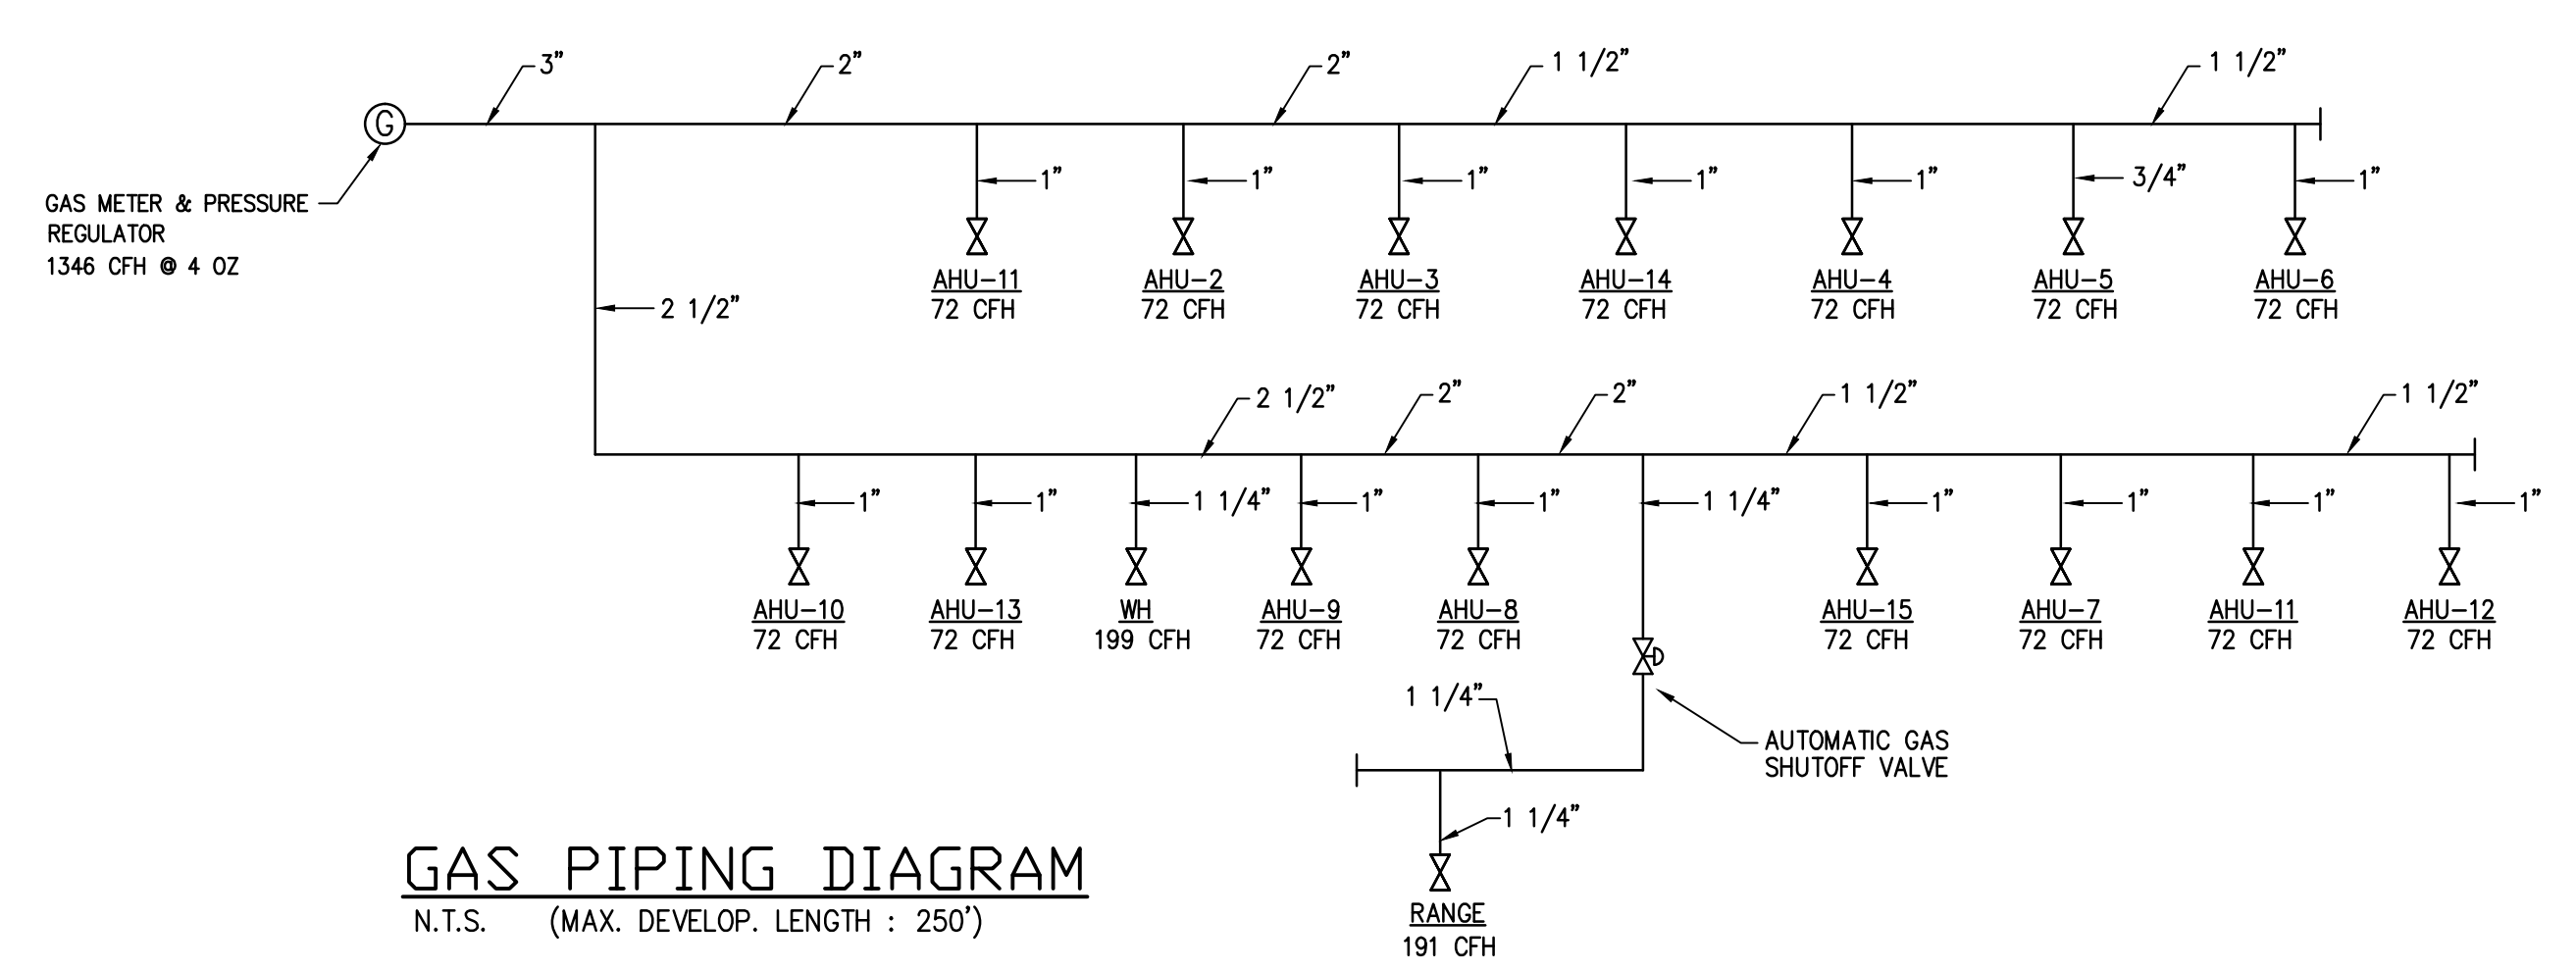 3” 2” 2” 1 1/2” 1 1/2”
G
GAS METER & PRESSURE
REGULATOR
1346 CFH @ 4 OZ
1” 1” 1” 1” 1” 3/4” 1”
AHU-11 AHU-2 AHU-3 AHU-14 AHU-4 AHU-5 AHU-6
72 CFH 72 CFH 72 CFH 72 CFH 72 CFH 72 CFH 72 CFH
2 1/2”
2 1/2” 2” 2” 1 1/2” 1 1/2”
1” 1” 1 1/4” 1” 1” 1 1/4” 1” 1” 1” 1”
AHU-10 AHU-13 WH AHU-9 AHU-8 AHU-15 AHU-7 AHU-11 AHU-12
72 CFH 72 CFH 199 CFH 72 CFH 72 CFH 72 CFH 72 CFH 72 CFH 72 CFH
1 1/4”
AUTOMATIC GAS
SHUTOFF VALVE
1 1/4”
RANGE
191 CFH
GAS PIPING DIAGRAM
N.T.S. (MAX. DEVELOP. LENGTH : 250’)